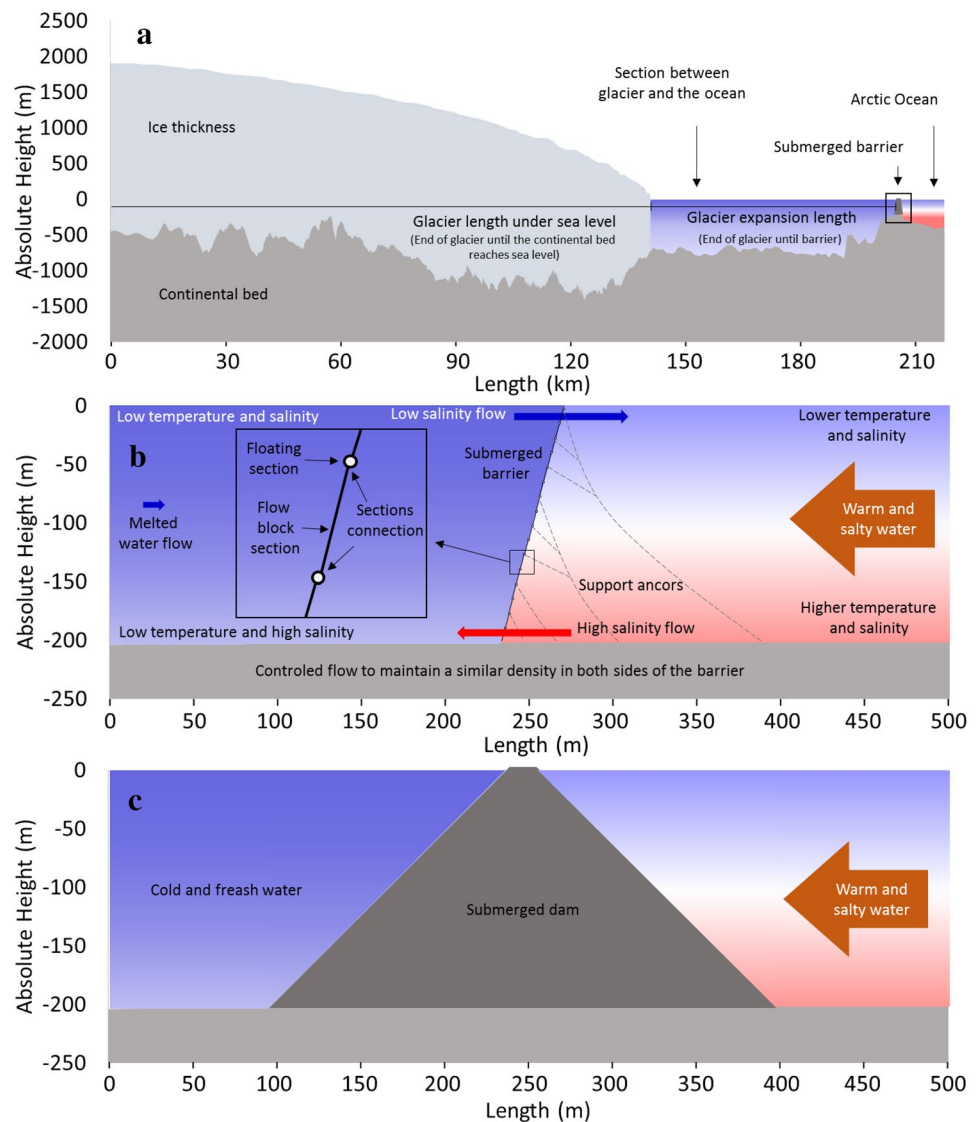 a
2500
2000
1500
1000
500
0
-500
-1000
-1500
-2000
Absolute Height (m)
Ice thickness
Section between
glacier and the ocean
Arctic Ocean
Submerged barrier
Glacier length under sea level
(End of glacier until the continental bed
reaches sea level)
Glacier expansion length
(End of glacier until barrier)
Continental bed
0 30 60 90 120 150 180 210
Length (km)
b
0
-50
-100
-150
-200
-250
Absolute Height (m)
Low temperature and salinity
Low salinity flow
Lower temperature
and salinity
Floating
section
Submerged
barrier
Flow
block
section
Sections
connection
Melted
water flow
Warm and
salty water
Support ancors
Low temperature and high salinity
High salinity flow
Higher temperature
and salinity
Controled flow to maintain a similar density in both sides of the barrier
0 50 100 150 200 250 300 350 400 450 500
Length (m)
c
0
-50
-100
-150
-200
-250
Absolute Height (m)
Cold and freash water
Submerged dam
Warm and
salty water
0 50 100 150 200 250 300 350 400 450 500
Length (m)